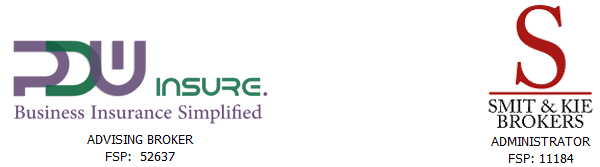 PDW INSURE.
Business Insurance Simplified
ADVISING BROKER
FSP: 52637
S
SMIT & KIE
BROKERS
ADMINISTRATOR
FSP: 11184